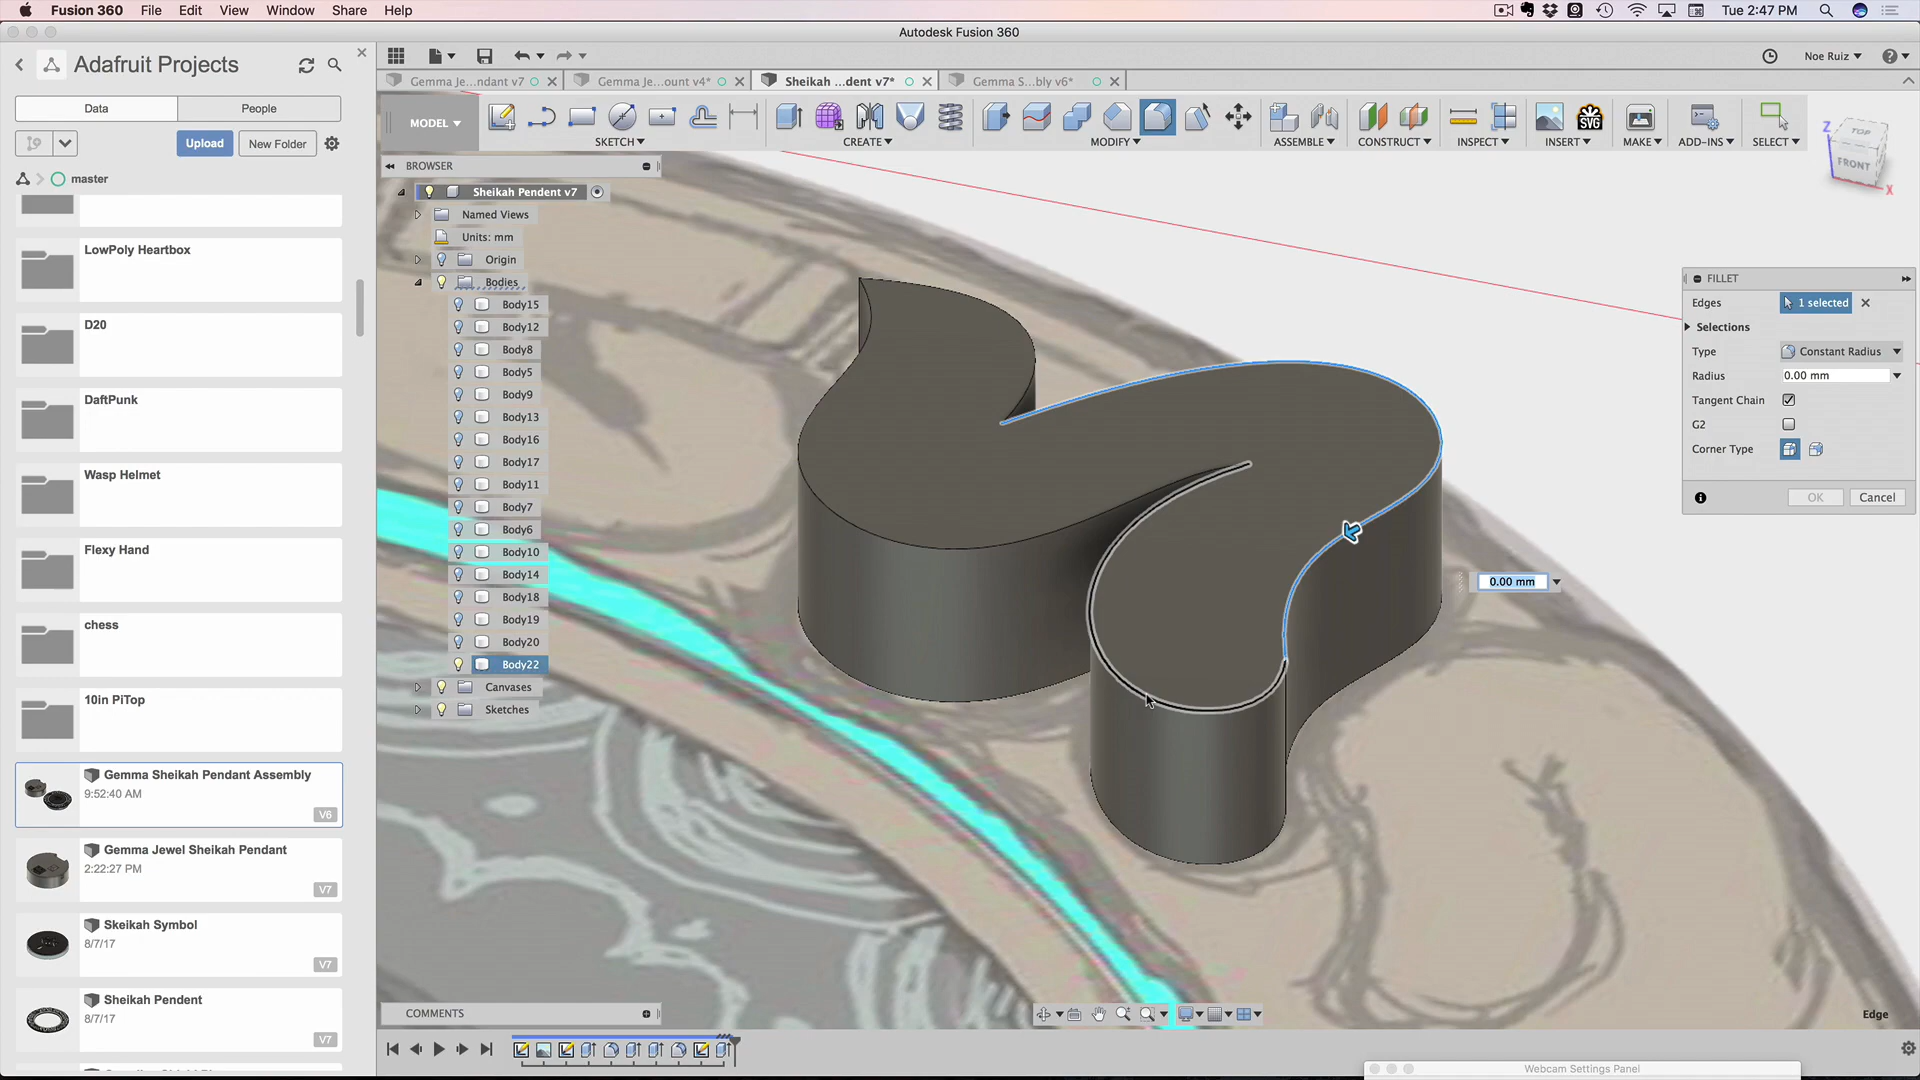 Fusion 360 File Edit View Window Share Help
Tue 2:47 PM
Autodesk Fusion 360
Adafruit Projects
Noe Ruiz
Gemma Je...ndant v7
Gemma Je...ount v4*
Sheikah ...dent v7*
Gemma S...bly v6*
Data
People
MODEL
SKETCH
CREATE
MODIFY
ASSEMBLE
CONSTRUCT
INSPECT
INSERT
MAKE
ADD-INS
SELECT
SVG
TOP
FRONT
Z
X
Upload
New Folder
master
LowPoly Heartbox
D20
DaftPunk
Wasp Helmet
Flexy Hand
chess
10in PiTop
Gemma Sheikah Pendant Assembly
9:52:40 AM
V6
Gemma Jewel Sheikah Pendant
2:22:27 PM
V7
Skeikah Symbol
8/7/17
V7
Sheikah Pendent
8/7/17
V7
BROWSER
Sheikah Pendent v7
Named Views
Units: mm
Origin
Bodies
Body15
Body12
Body8
Body5
Body9
Body13
Body16
Body17
Body11
Body7
Body6
Body10
Body14
Body18
Body19
Body20
Body22
Canvases
Sketches
FILLET
Edges 1 selected
Selections
Type Constant Radius
Radius 0.00 mm
Tangent Chain
G2
Corner Type
OK
Cancel
0.00 mm
COMMENTS
Edge
Webcam Settings Panel